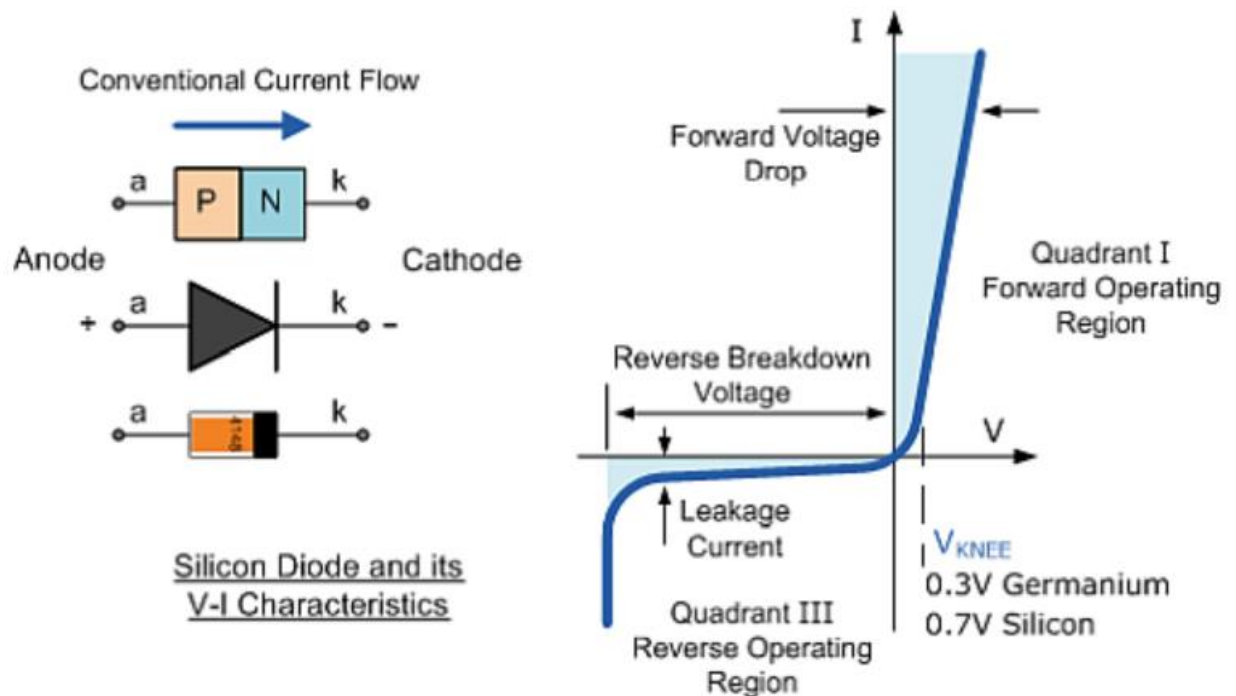 Conventional Current Flow
a
P
N
k
Anode
Cathode
+
a
k
-
a
4148
k
Silicon Diode and its
V-I Characteristics
I
Forward Voltage
Drop
Quadrant I
Forward Operating
Region
Reverse Breakdown
Voltage
V
Leakage
Current
VKNEE
0.3V Germanium
0.7V Silicon
Quadrant III
Reverse Operating
Region